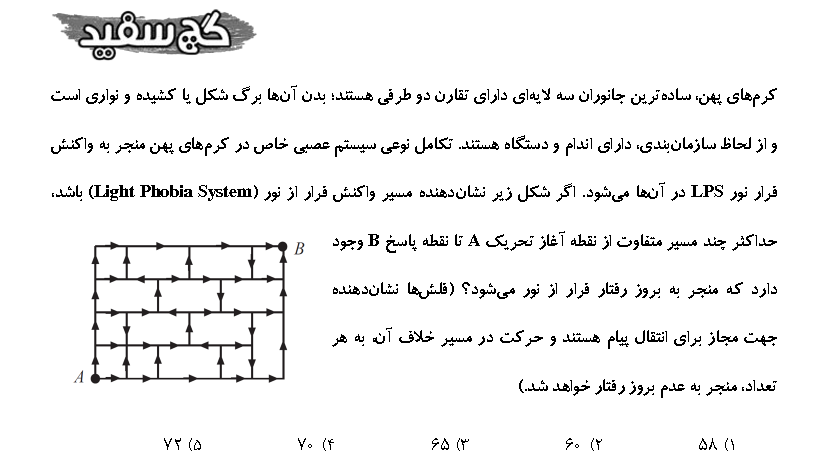 گچ سفید
کرم‌های پهن، ساده‌ترین جانوران سه لایه‌ای دارای تقارن دو طرفی هستند؛ بدن آن‌ها برگ شکل یا کشیده و نواری است
و از لحاظ سازمان‌بندی، دارای اندام و دستگاه هستند. تکامل نوعی سیستم عصبی خاص در کرم‌های پهن منجر به واکنش
فرار نور LPS در آن‌ها می‌شود. اگر شکل زیر نشان‌دهنده مسیر واکنش فرار از نور (Light Phobia System) باشد،
حداکثر چند مسیر متفاوت از نقطه آغاز تحریک A تا نقطه پاسخ B وجود
دارد که منجر به بروز رفتار فرار از نور می‌شود؟ (فلش‌ها نشان‌دهنده
جهت مجاز برای انتقال پیام هستند و حرکت در مسیر خلاف آن، به هر
تعداد، منجر به عدم بروز رفتار خواهد شد.)
B
A
۱) ۵۸ ۲) ۶۰ ۳) ۶۵ ۴) ۷۰ ۵) ۷۲